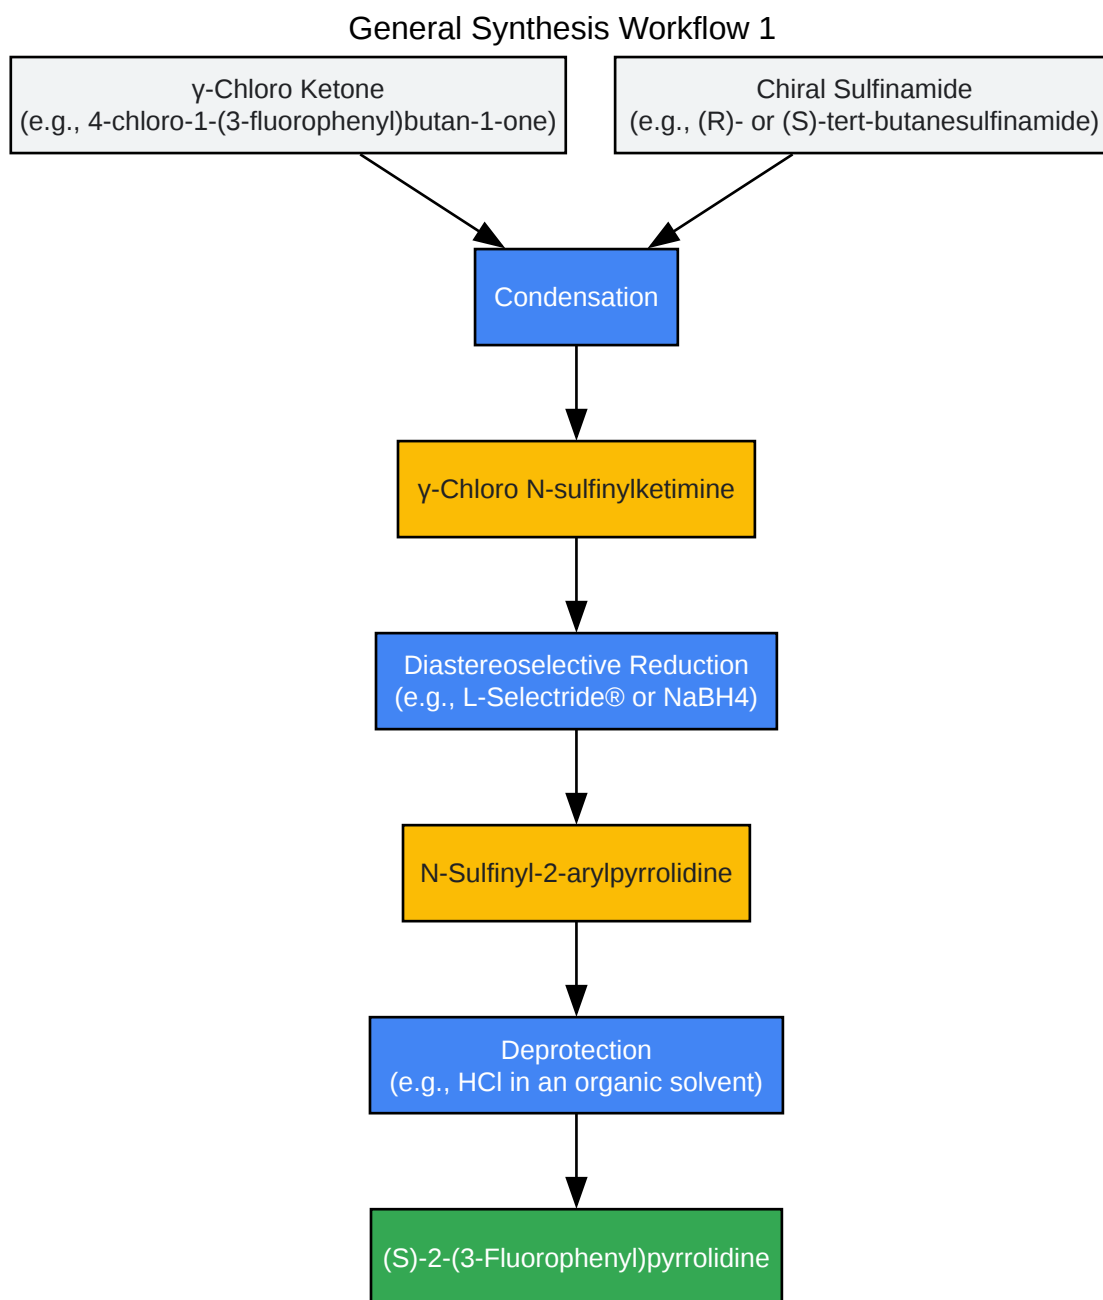 General Synthesis Workflow 1
γ-Chloro Ketone
(e.g., 4-chloro-1-(3-fluorophenyl)butan-1-one)
Chiral Sulfinamide
(e.g., (R)- or (S)-tert-butanesulfinamide)
Condensation
γ-Chloro N-sulfinylketimine
Diastereoselective Reduction
(e.g., L-Selectride® or NaBH4)
N-Sulfinyl-2-arylpyrrolidine
Deprotection
(e.g., HCl in an organic solvent)
(S)-2-(3-Fluorophenyl)pyrrolidine